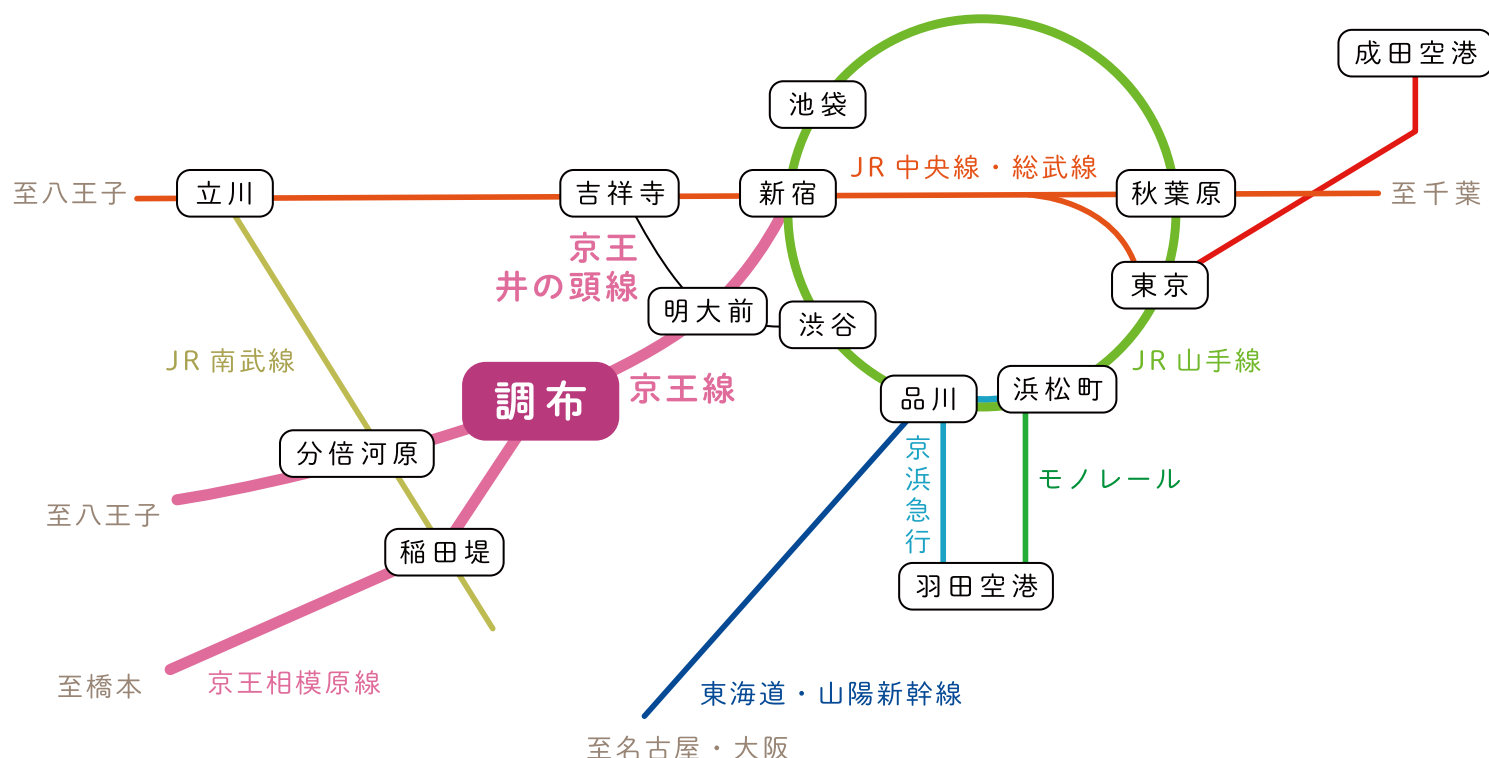 成田空港
池袋
JR 中央線・総武線
至八王子
立川
吉祥寺
新宿
秋葉原
至千葉
京王
井の頭線
東京
明大前
渋谷
JR 南武線
JR 山手線
調布
京王線
品川
浜松町
分倍河原
京浜急行
モノレール
至八王子
稲田堤
羽田空港
至橋本
京王相模原線
東海道・山陽新幹線
至名古屋・大阪